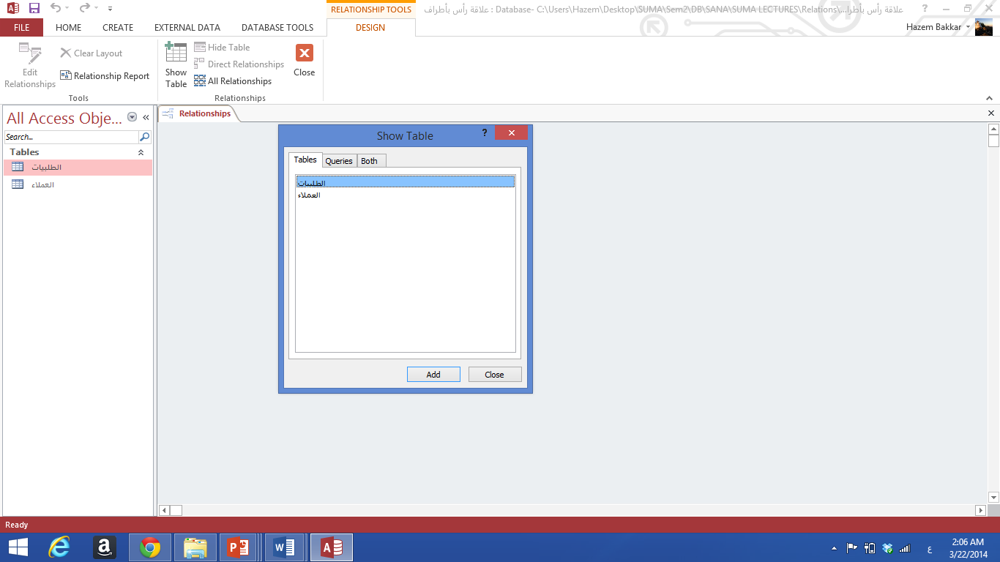 RELATIONSHIP TOOLS
علاقة رأس بأطراف : Database- C:\Users\Hazem\Desktop\SUMA\Sem2\DB\SANA\SUMA LECTURES\Relations\علاقة رأس بأطرا...
FILE HOME CREATE EXTERNAL DATA DATABASE TOOLS DESIGN Hazem Bakkar
Edit Relationships
Clear Layout
Relationship Report
Tools
Show Table
Hide Table
Direct Relationships
All Relationships
Close
Relationships
All Access Obje...
Search...
Tables
الطلبيات
العملاء
Relationships
Show Table
Tables Queries Both
الطلبيات
العملاء
Add Close
Ready
ع
2:06 AM
3/22/2014